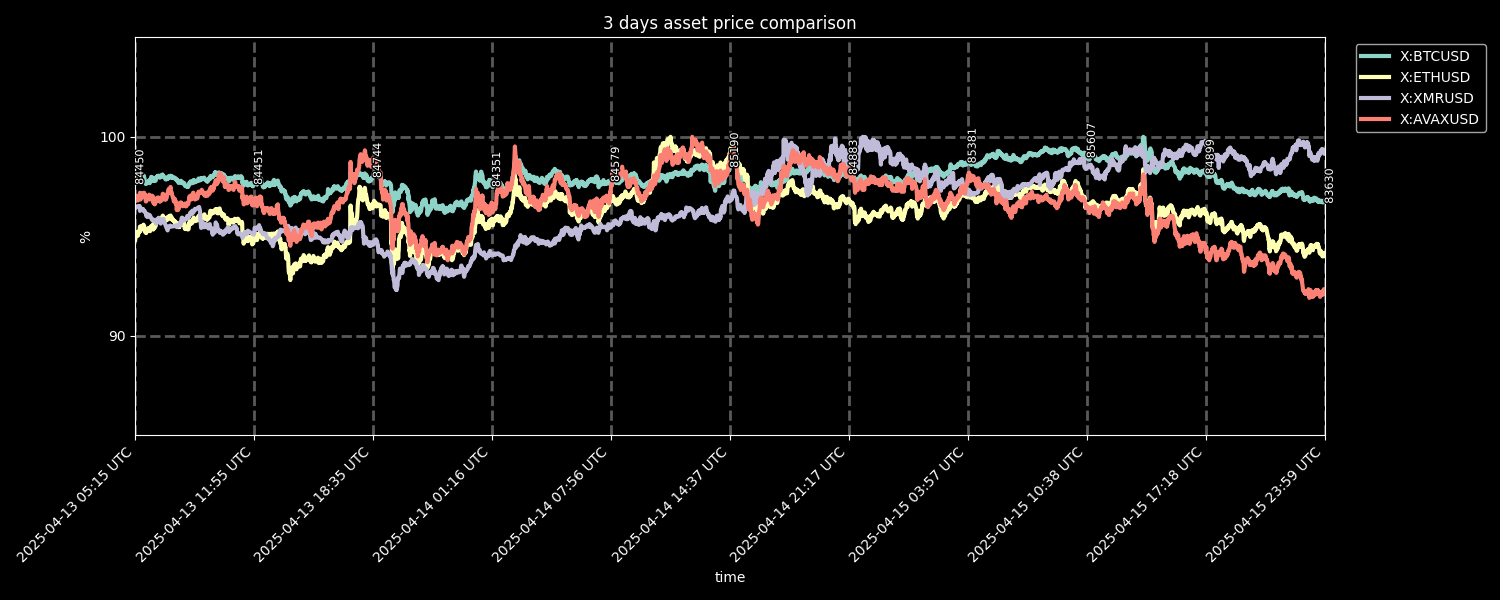 3 days asset price comparison
X:BTCUSD
X:ETHUSD
X:XMRUSD
X:AVAXUSD
100
90
%
84450
84451
84744
84351
84579
85190
84883
85381
85607
84899
83630
2025-04-13 05:15 UTC
2025-04-13 11:55 UTC
2025-04-13 18:35 UTC
2025-04-14 01:16 UTC
2025-04-14 07:56 UTC
2025-04-14 14:37 UTC
2025-04-14 21:17 UTC
2025-04-15 03:57 UTC
2025-04-15 10:38 UTC
2025-04-15 17:18 UTC
2025-04-15 23:59 UTC
time